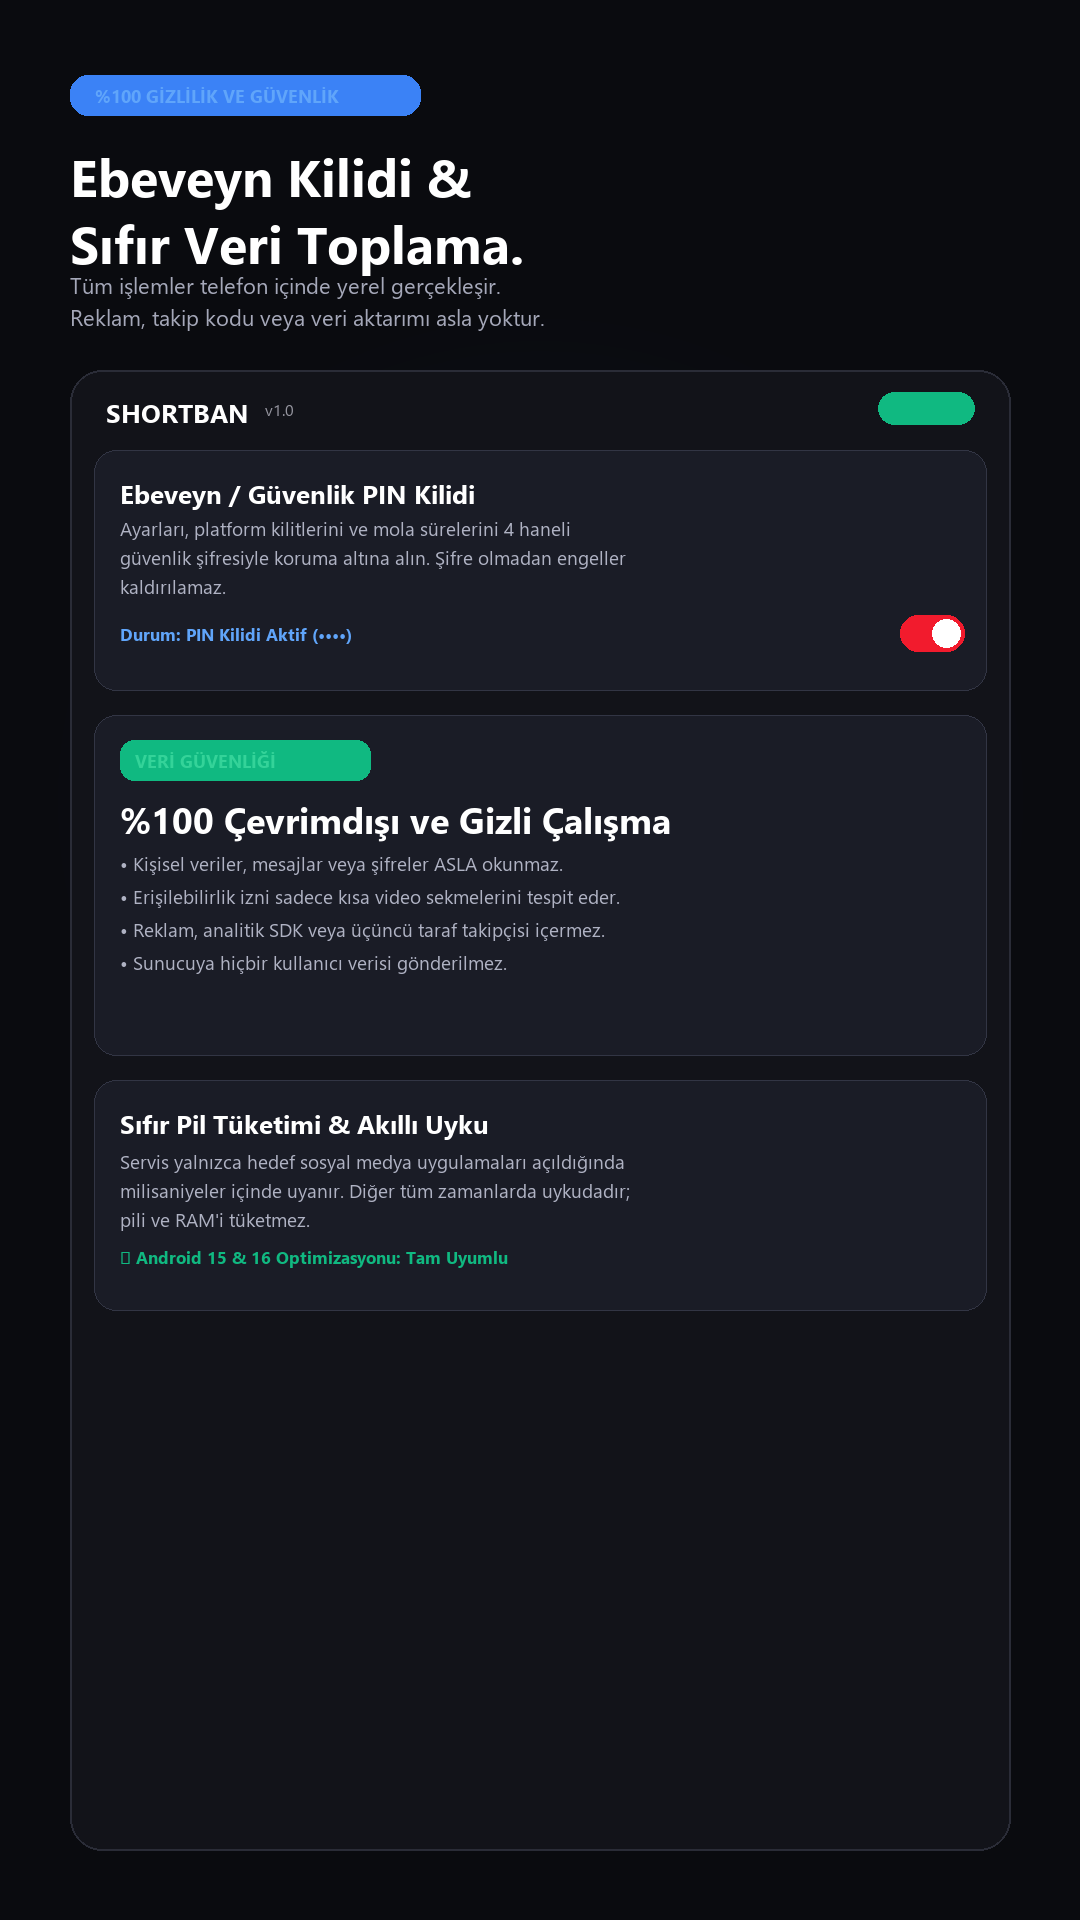 %100 GİZLİLİK VE GÜVENLİK
Ebeveyn Kilidi &
Sıfır Veri Toplama.
Tüm işlemler telefon içinde yerel gerçekleşir.
Reklam, takip kodu veya veri aktarımı asla yoktur.
SHORTBAN v1.0
Ebeveyn / Güvenlik PIN Kilidi
Ayarları, platform kilitlerini ve mola sürelerini 4 haneli
güvenlik şifresiyle koruma altına alın. Şifre olmadan engeller
kaldırılamaz.
Durum: PIN Kilidi Aktif (••••)
VERİ GÜVENLİĞİ
%100 Çevrimdışı ve Gizli Çalışma
• Kişisel veriler, mesajlar veya şifreler ASLA okunmaz.
• Erişilebilirlik izni sadece kısa video sekmelerini tespit eder.
• Reklam, analitik SDK veya üçüncü taraf takipçisi içermez.
• Sunucuya hiçbir kullanıcı verisi gönderilmez.
Sıfır Pil Tüketimi & Akıllı Uyku
Servis yalnızca hedef sosyal medya uygulamaları açıldığında
milisaniyeler içinde uyanır. Diğer tüm zamanlarda uykudadır;
pili ve RAM'i tüketmez.
Android 15 & 16 Optimizasyonu: Tam Uyumlu